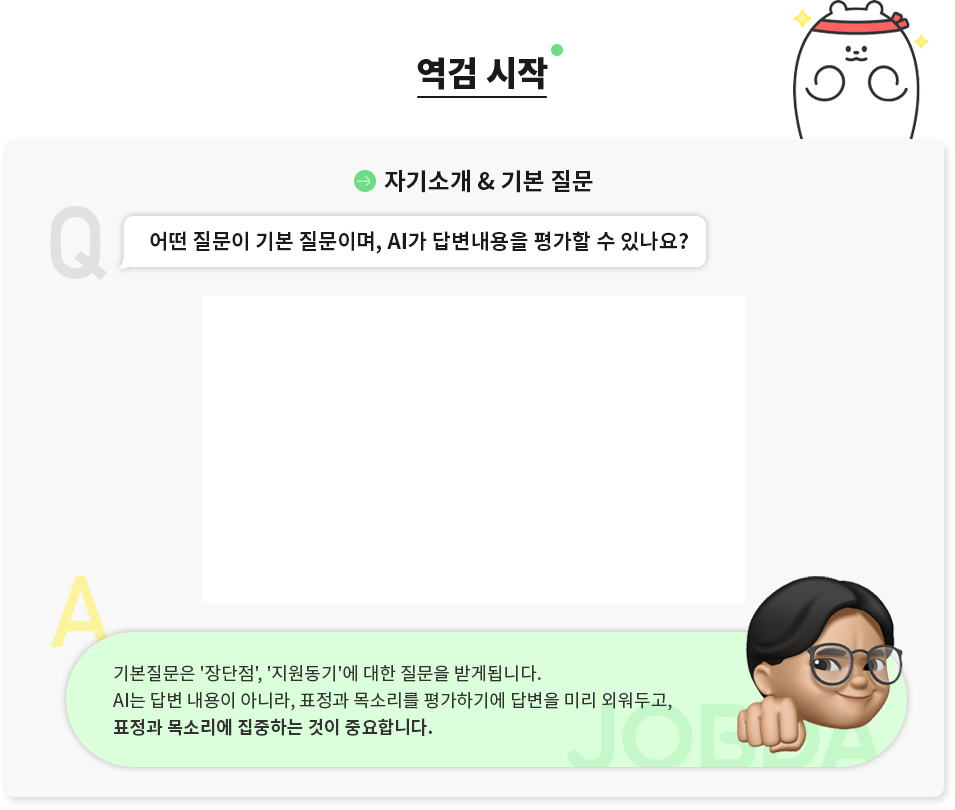 역검 시작
자기소개 & 기본 질문
Q
어떤 질문이 기본 질문이며, AI가 답변내용을 평가할 수 있나요?
A
기본질문은 '장단점', '지원동기'에 대한 질문을 받게됩니다.
AI는 답변 내용이 아니라, 표정과 목소리를 평가하기에 답변을 미리 외워두고,
표정과 목소리에 집중하는 것이 중요합니다.
JOBDA